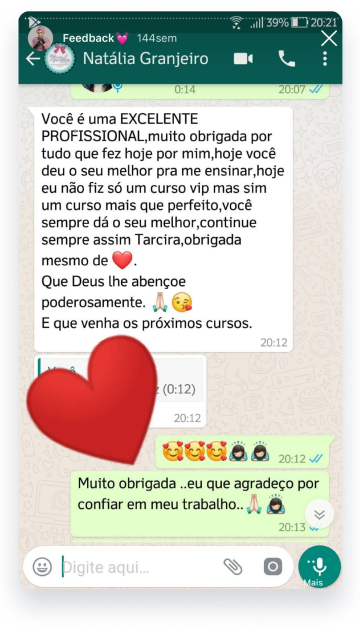 39% 20:21
Feedback💗 144sem
Natália Granjeiro
0:14 20:07
Você é uma EXCELENTE
PROFISSIONAL,muito obrigada por
tudo que fez hoje por mim,hoje você
deu o seu melhor pra me ensinar,hoje
eu não fiz só um curso vip mas sim
um curso mais que perfeito,você
sempre dá o seu melhor,continue
sempre assim Tarcira,obrigada
mesmo de ❤️.
Que Deus lhe abençoe
poderosamente. 🙏🏻😘
E que venha os próximos cursos.
20:12
Você
(0:12)
20:12
🥰🥰🥰🙇🏻‍♀️🙇🏻‍♀️ 20:12
Muito obrigada ..eu que agradeço por
confiar em meu trabalho..🙏🏻🙇🏻‍♀️
20:13
Digite aqui...
Mais